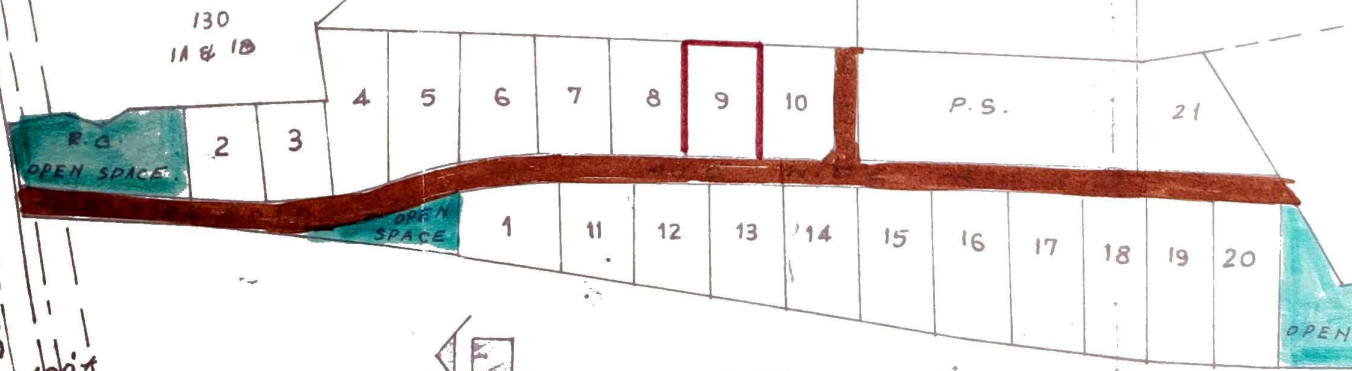 130
1A & 1B
4 5 6 7 8 9 10 P.S. 21
2 3
R.G.
OPEN SPACE.
OPEN
SPACE
1 11 12 13 14 15 16 17 18 19 20
OPEN